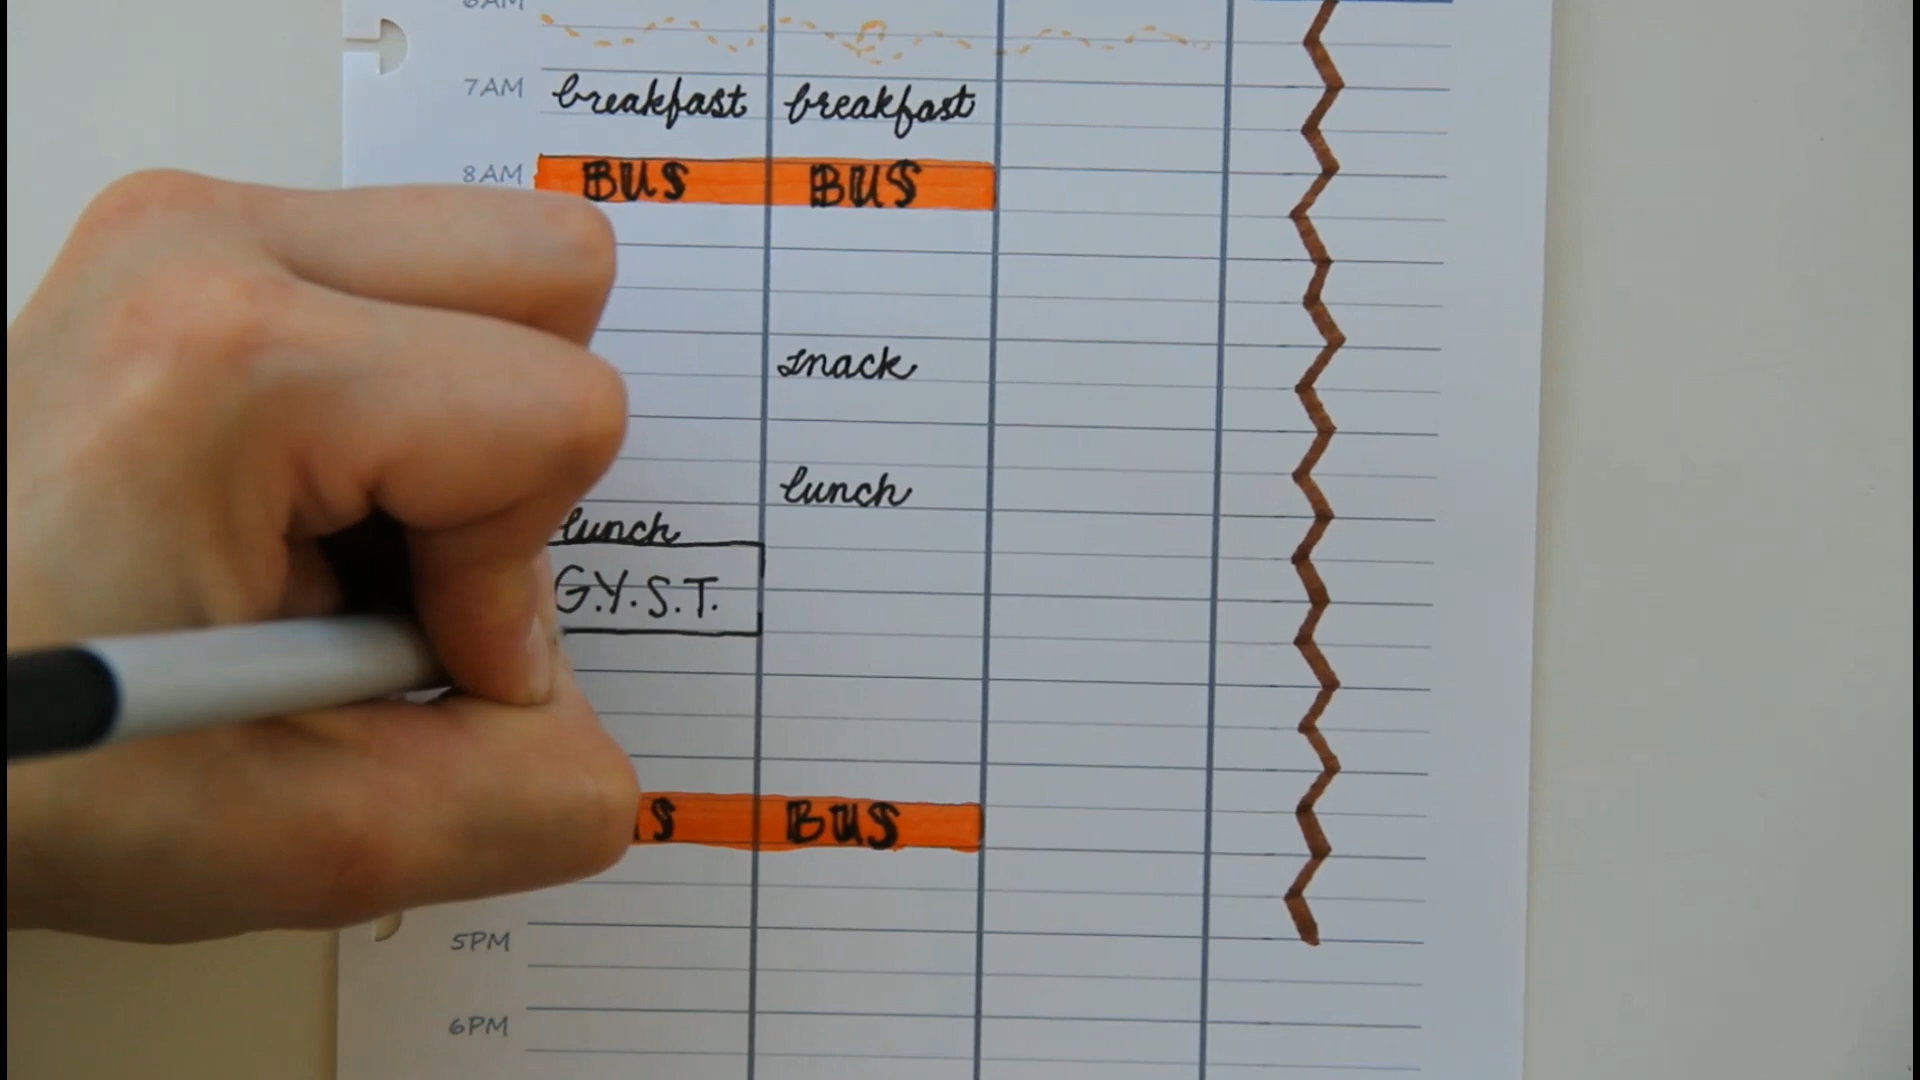 7AM breakfast breakfast
8AM BUS BUS
snack
lunch
lunch
G.Y.S.T.
BUS
5PM
6PM